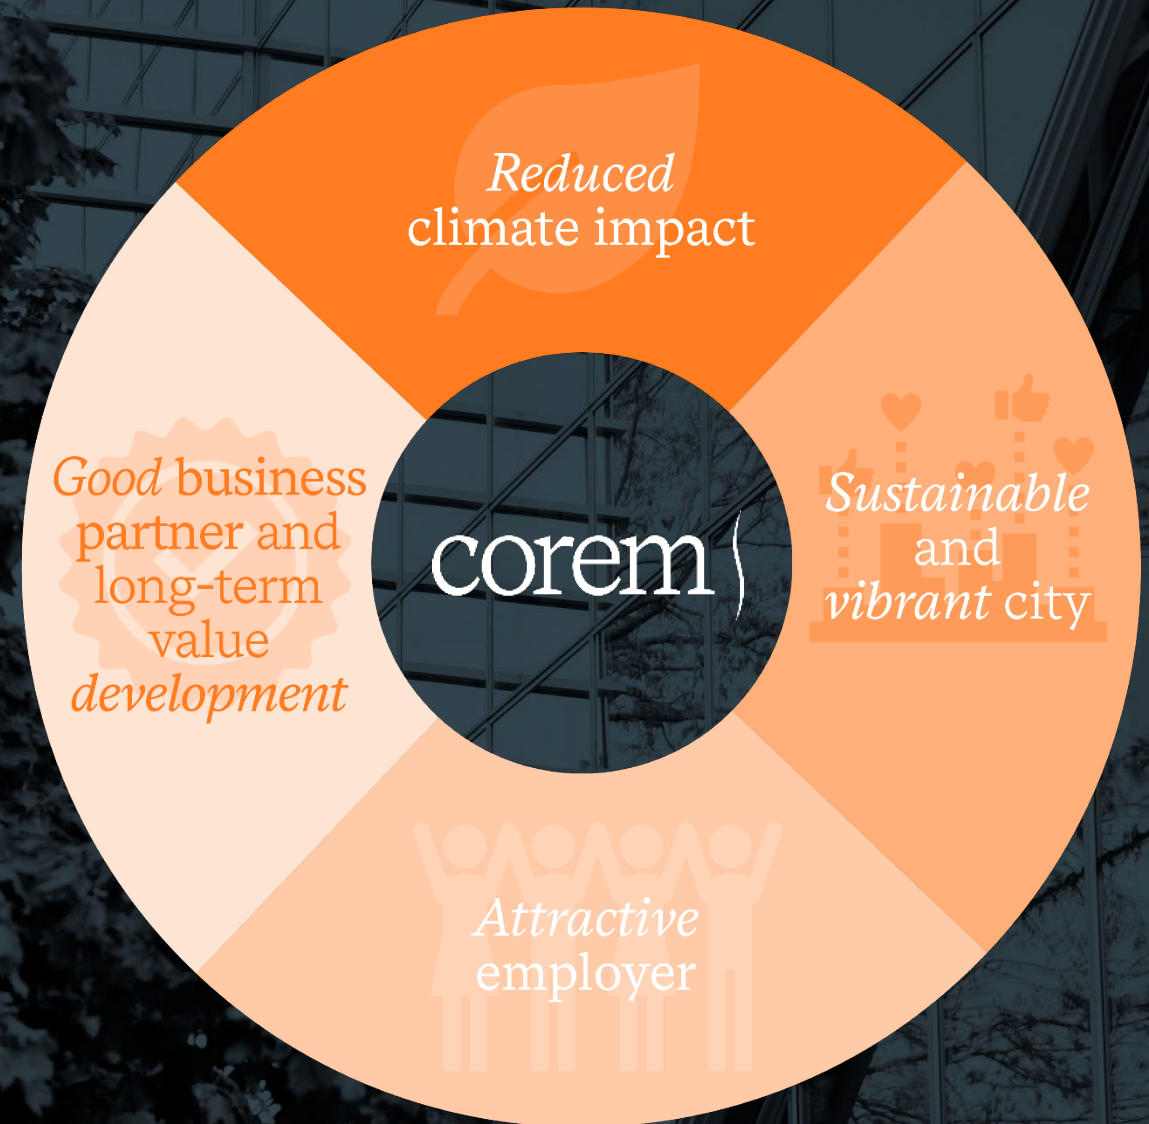 Reduced
climate impact
Good business
partner and
long-term
value
development
corem
Sustainable
and
vibrant city
Attractive
employer